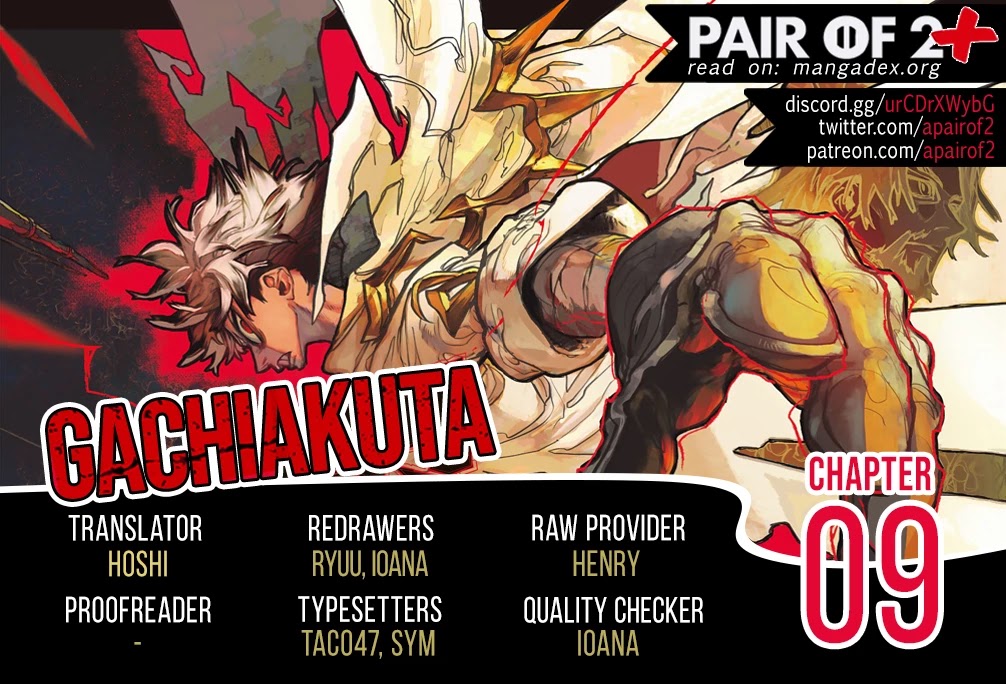 PAIR OF 2+
read on: mangadex.org
discord.gg/urCDrXWybG
twitter.com/apairof2
patreon.com/apairof2
GACHIAKUTA
CHAPTER
09
TRANSLATOR
HOSHI
REDRAWERS
RYUU, IOANA
RAW PROVIDER
HENRY
PROOFREADER
-
TYPESETTERS
TACO47, SYM
QUALITY CHECKER
IOANA